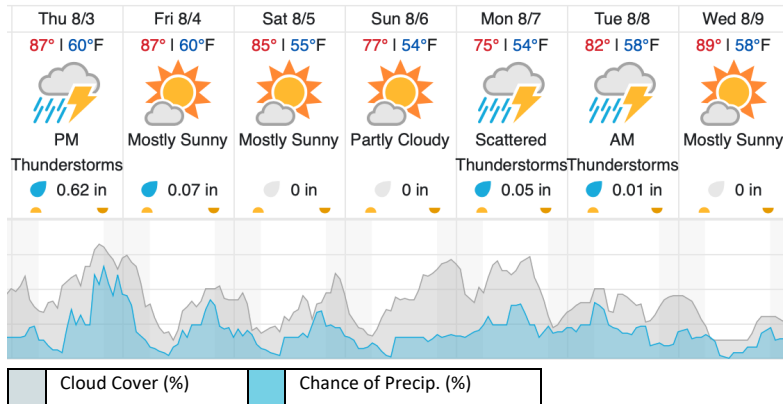 Thu 8/3 Fri 8/4 Sat 8/5 Sun 8/6 Mon 8/7 Tue 8/8 Wed 8/9
87° | 60°F 87° | 60°F 85° | 55°F 77° | 54°F 75° | 54°F 82° | 58°F 89° | 58°F
PM Mostly Sunny Mostly Sunny Partly Cloudy Scattered AM Mostly Sunny
Thunderstorms Thunderstorms Thunderstorms
0.62 in 0.07 in 0 in 0 in 0.05 in 0.01 in 0 in
Cloud Cover (%) Chance of Precip. (%)